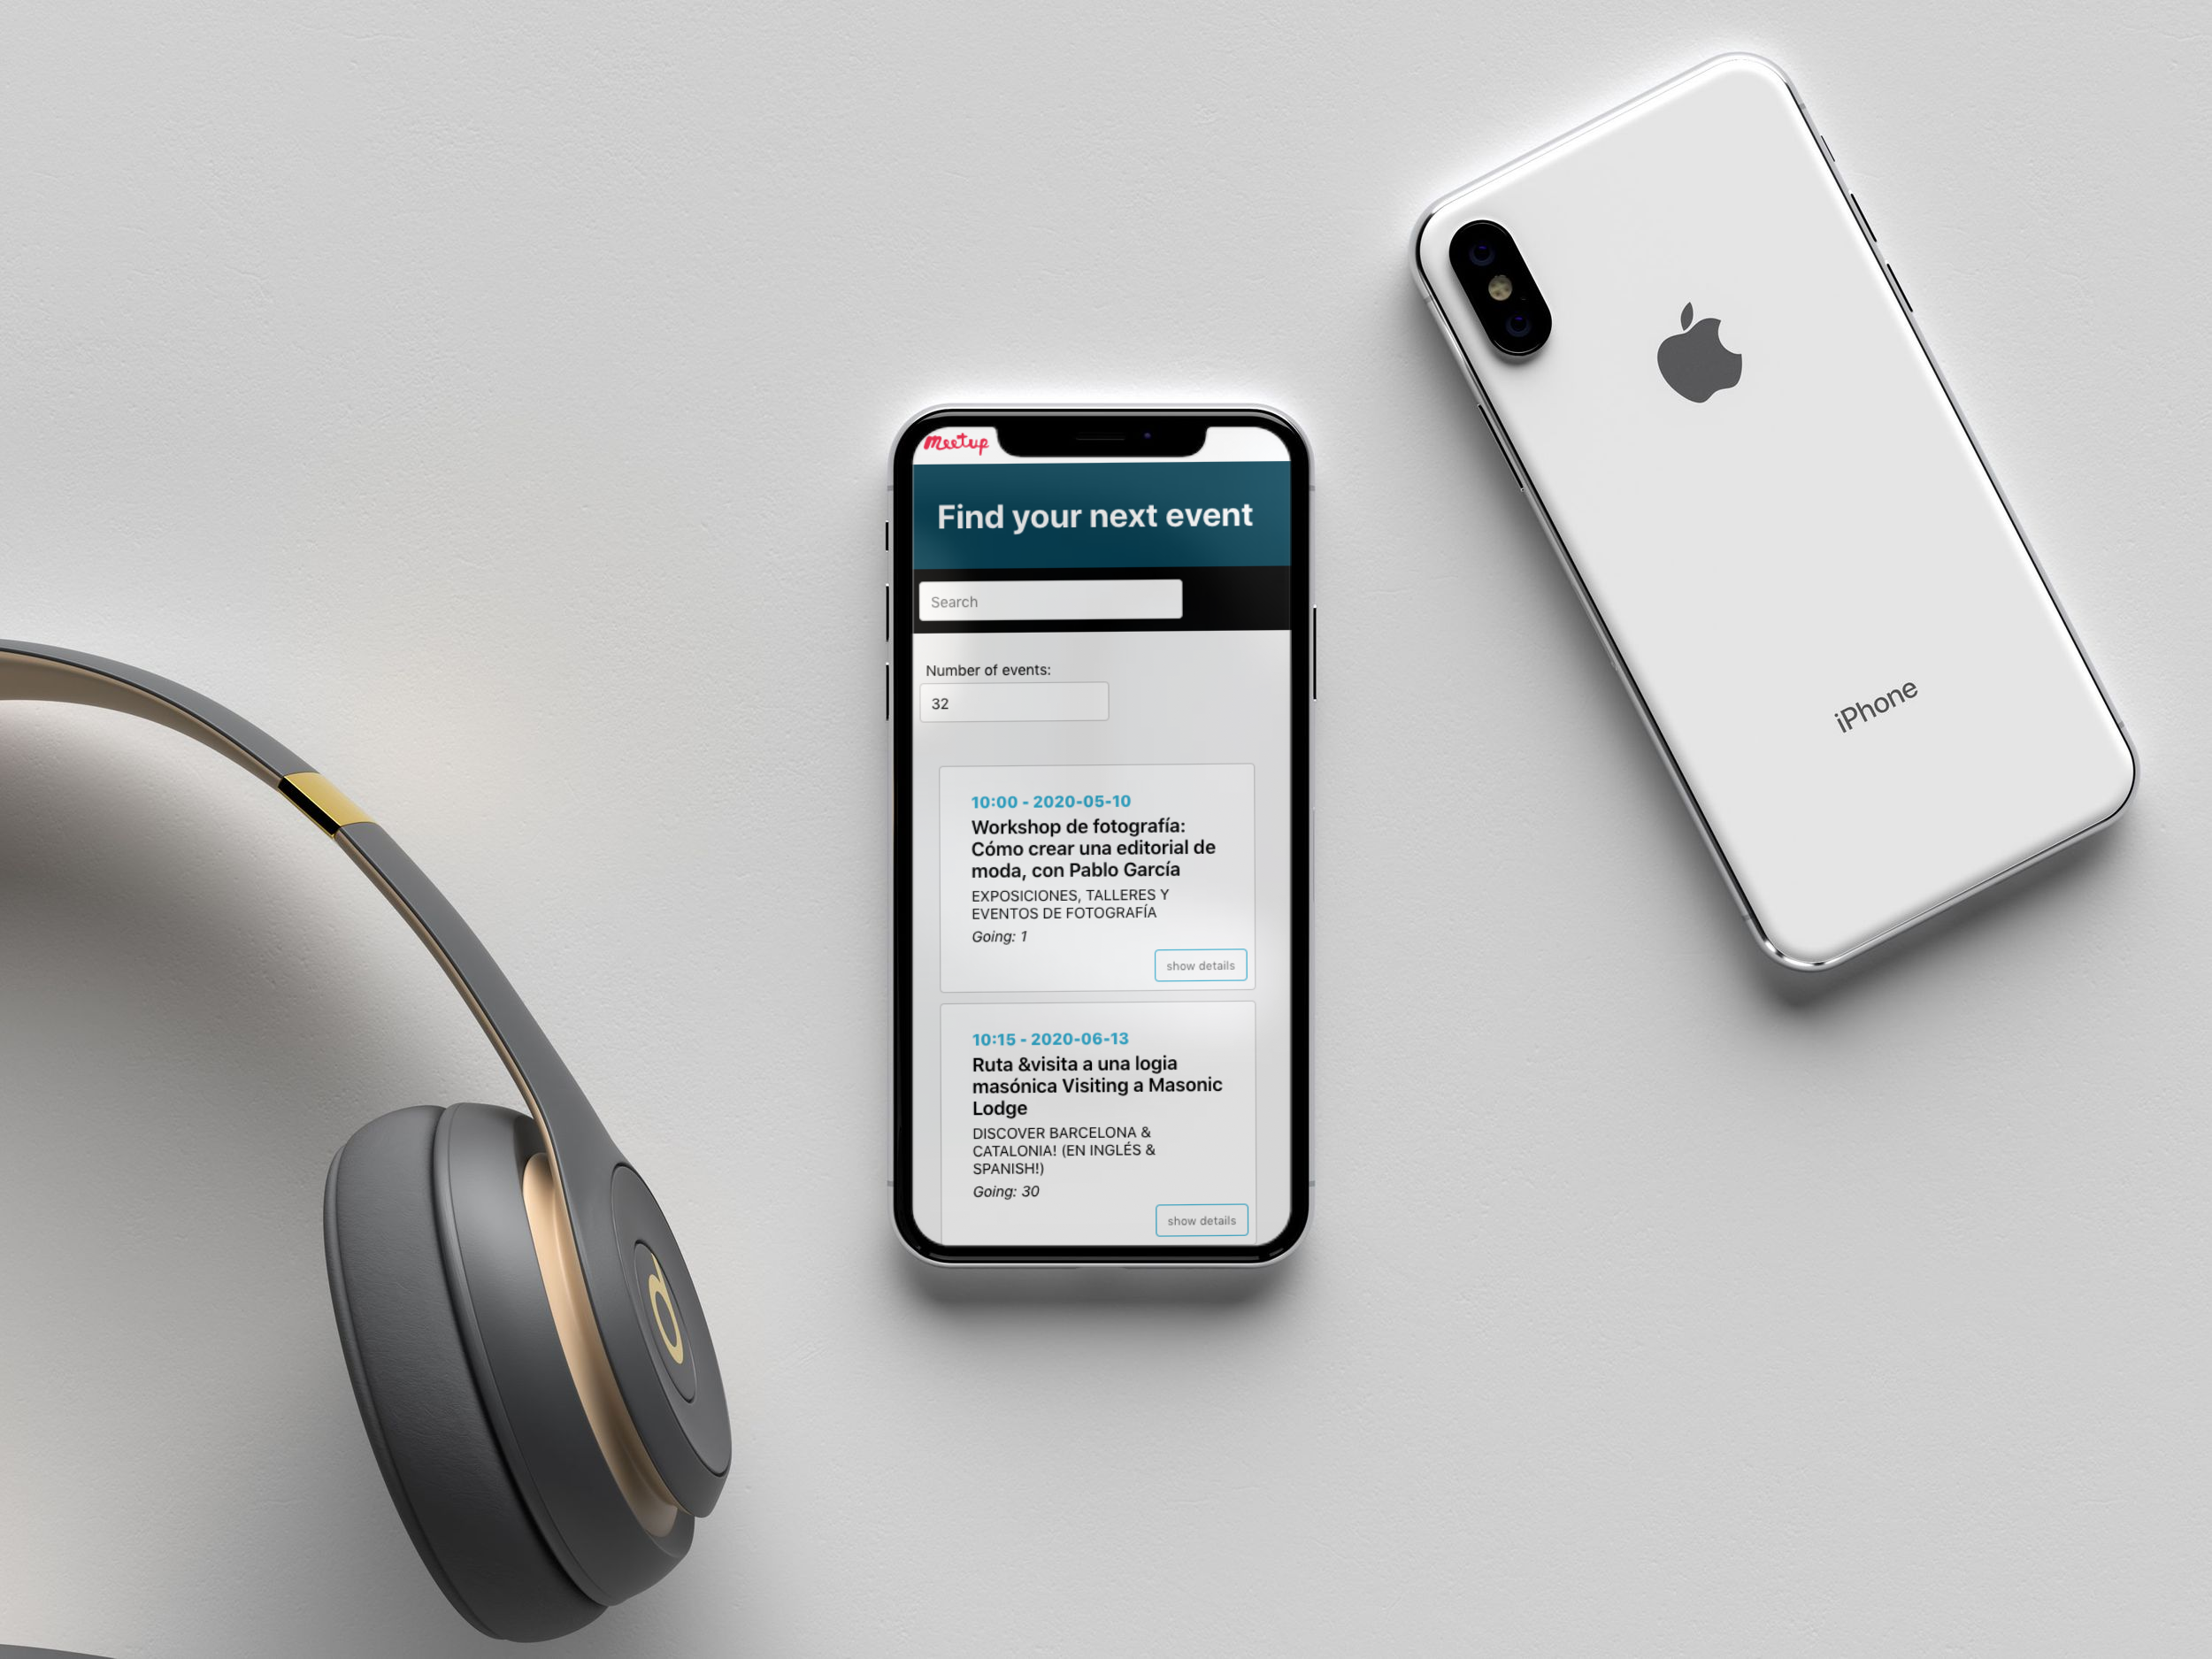 meetup
Find your next event
Search
Number of events:
32
10:00 - 2020-05-10
Workshop de fotografía:
Cómo crear una editorial de
moda, con Pablo García
EXPOSICIONES, TALLERES Y
EVENTOS DE FOTOGRAFÍA
Going: 1
show details
10:15 - 2020-06-13
Ruta &visita a una logia
masónica Visiting a Masonic
Lodge
DISCOVER BARCELONA &
CATALONIA! (EN INGLÉS &
SPANISH!)
Going: 30
show details
iPhone